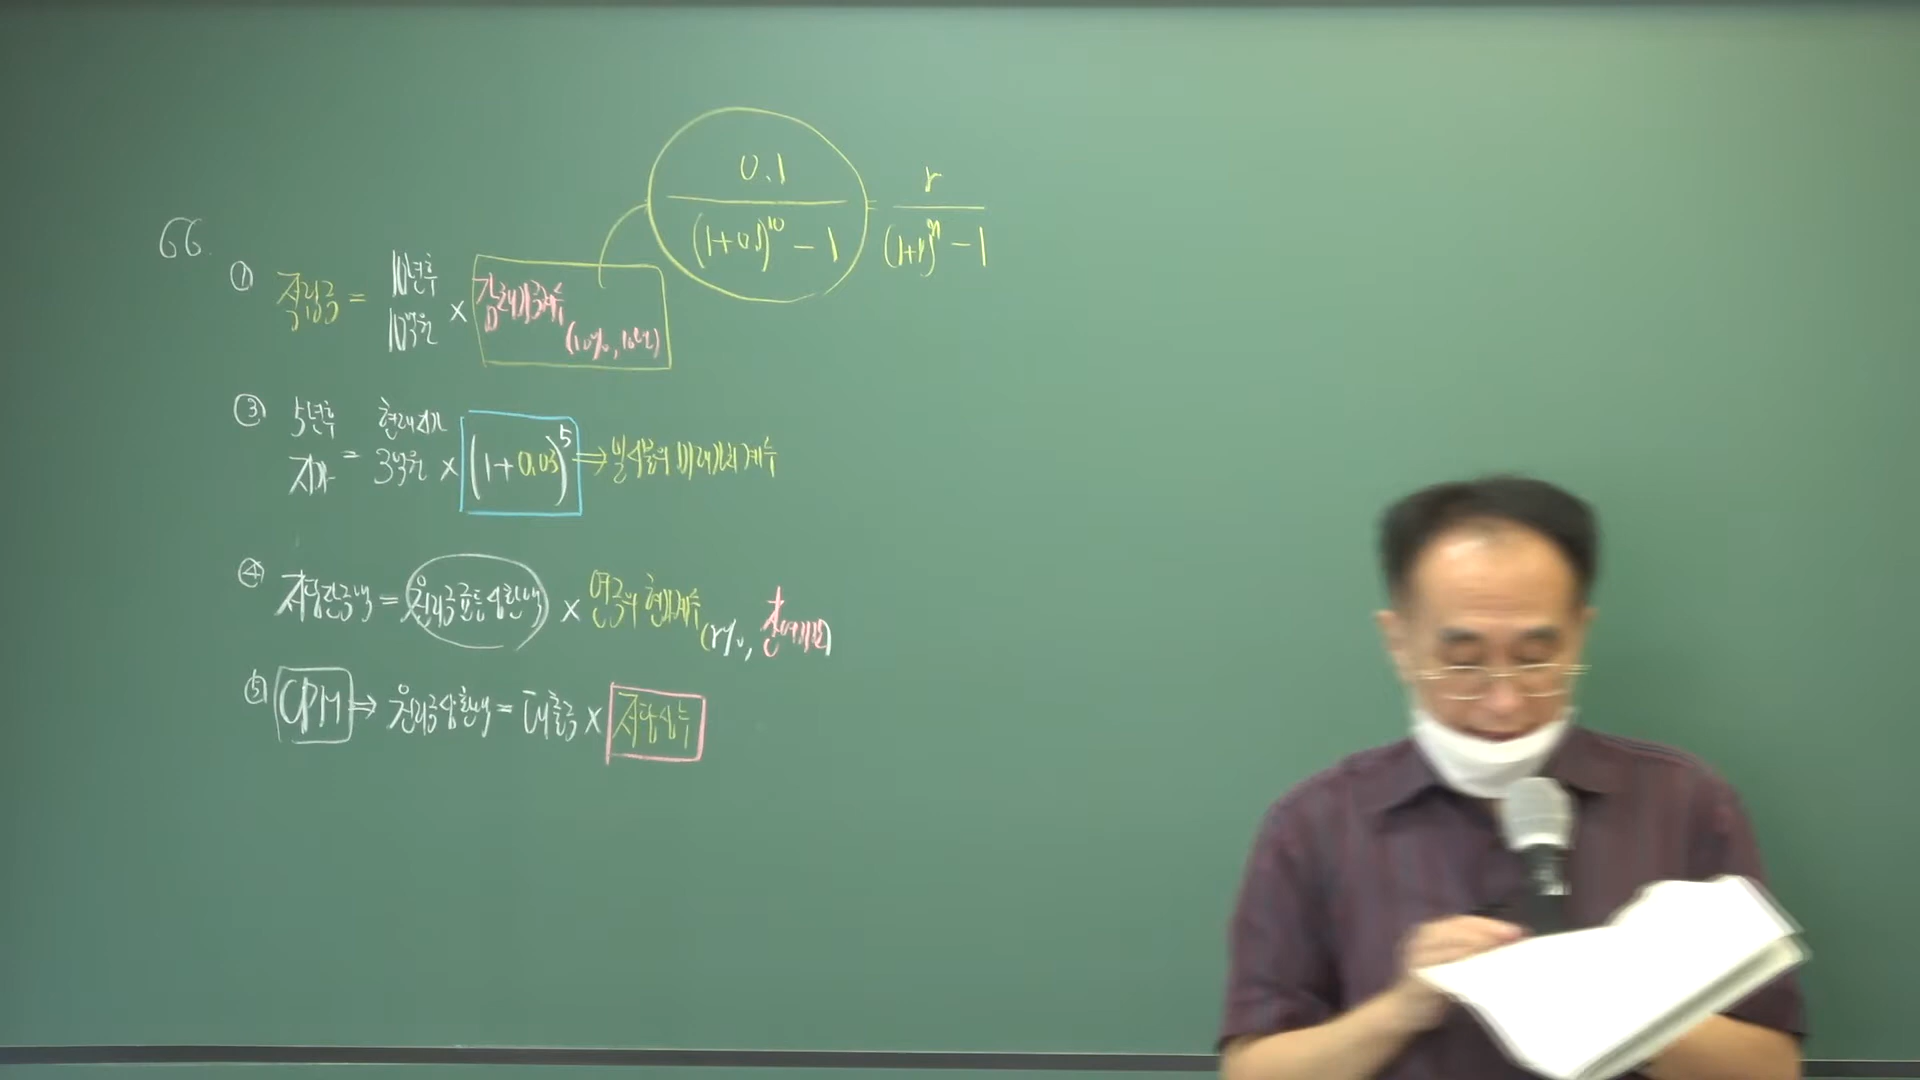 66.
① 적립금 = 10년후 10억원 × 감채기금계수 (10%, 10년)
0.1 / (1+0.1)^10 - 1 = r / (1+r)^n - 1
③ 5년후 지가 = 현재지가 3억원 × (1+0.03)^5 ⇒ 일시불의 미래가치계수
④ 저당잔금액 = 원리금균등상환액 × 연금의 현가계수 (r%, 잔여기간)
⑤ CPM ⇒ 원리금상환액 = 대출금 × 저당상수